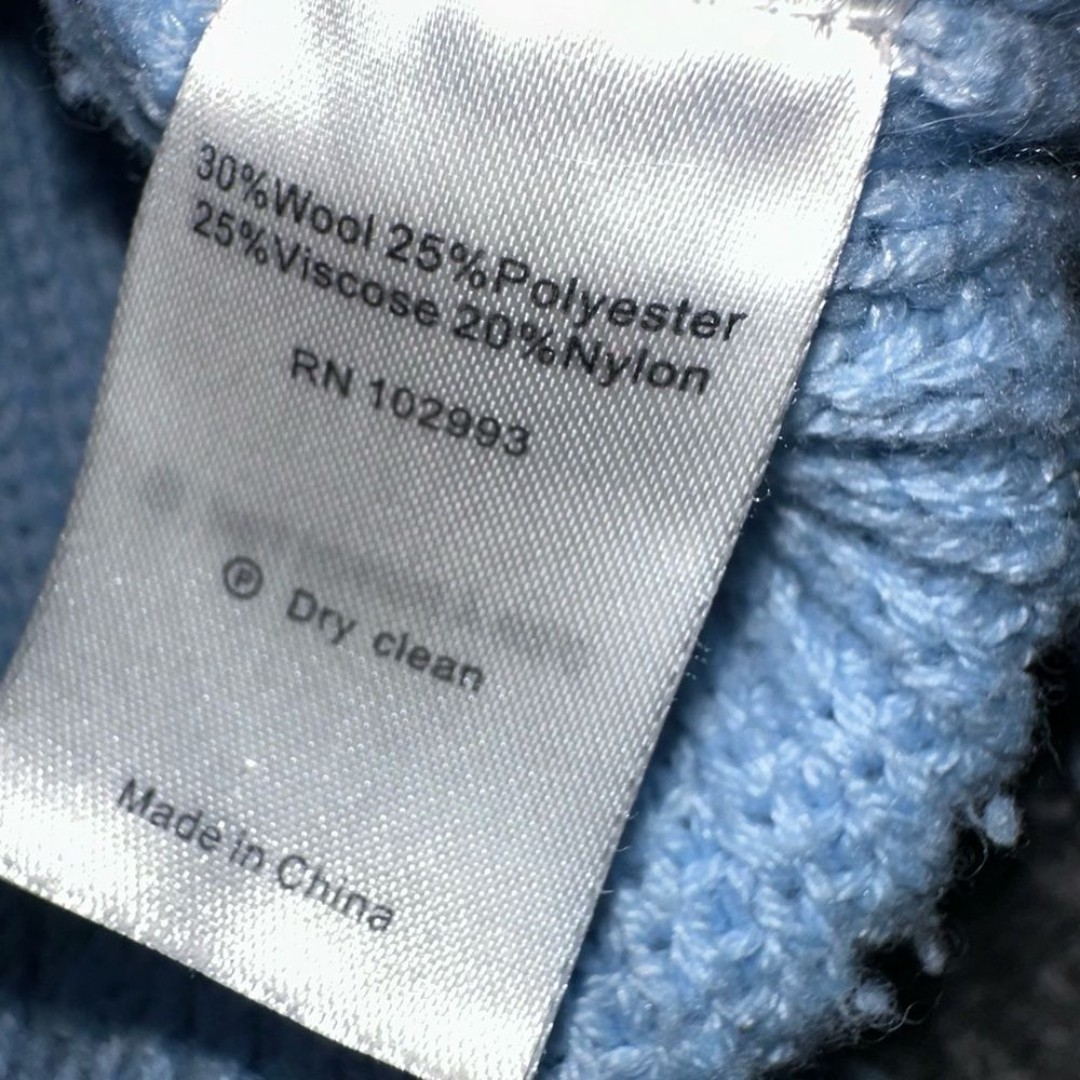 30%Wool 25%Polyester
25%Viscose 20%Nylon
RN 102993
Ⓟ Dry clean
Made in China